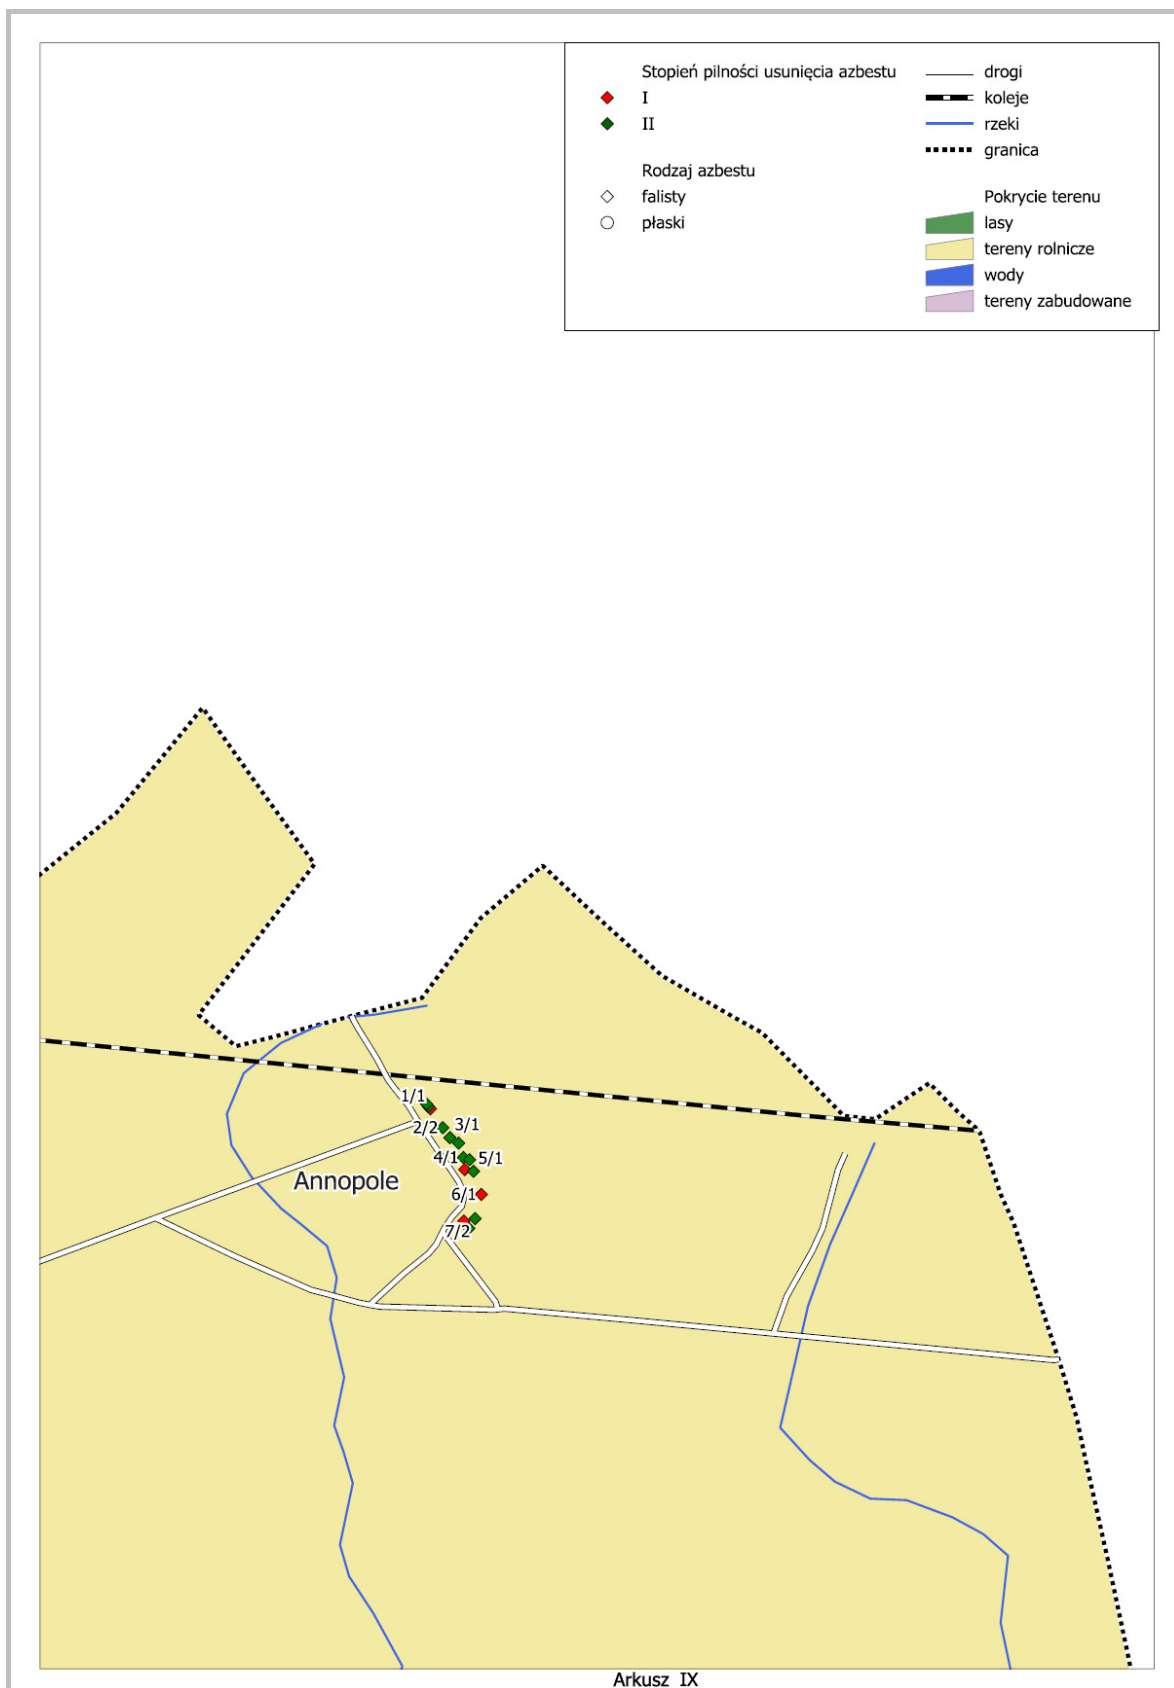 Stopień pilności usunięcia azbestu
I
II
Rodzaj azbestu
falisty
płaski
drogi
koleje
rzeki
granica
Pokrycie terenu
lasy
tereny rolnicze
wody
tereny zabudowane
1/1
2/2
3/1
4/1
5/1
Annopole
6/1
7/2
Arkusz IX